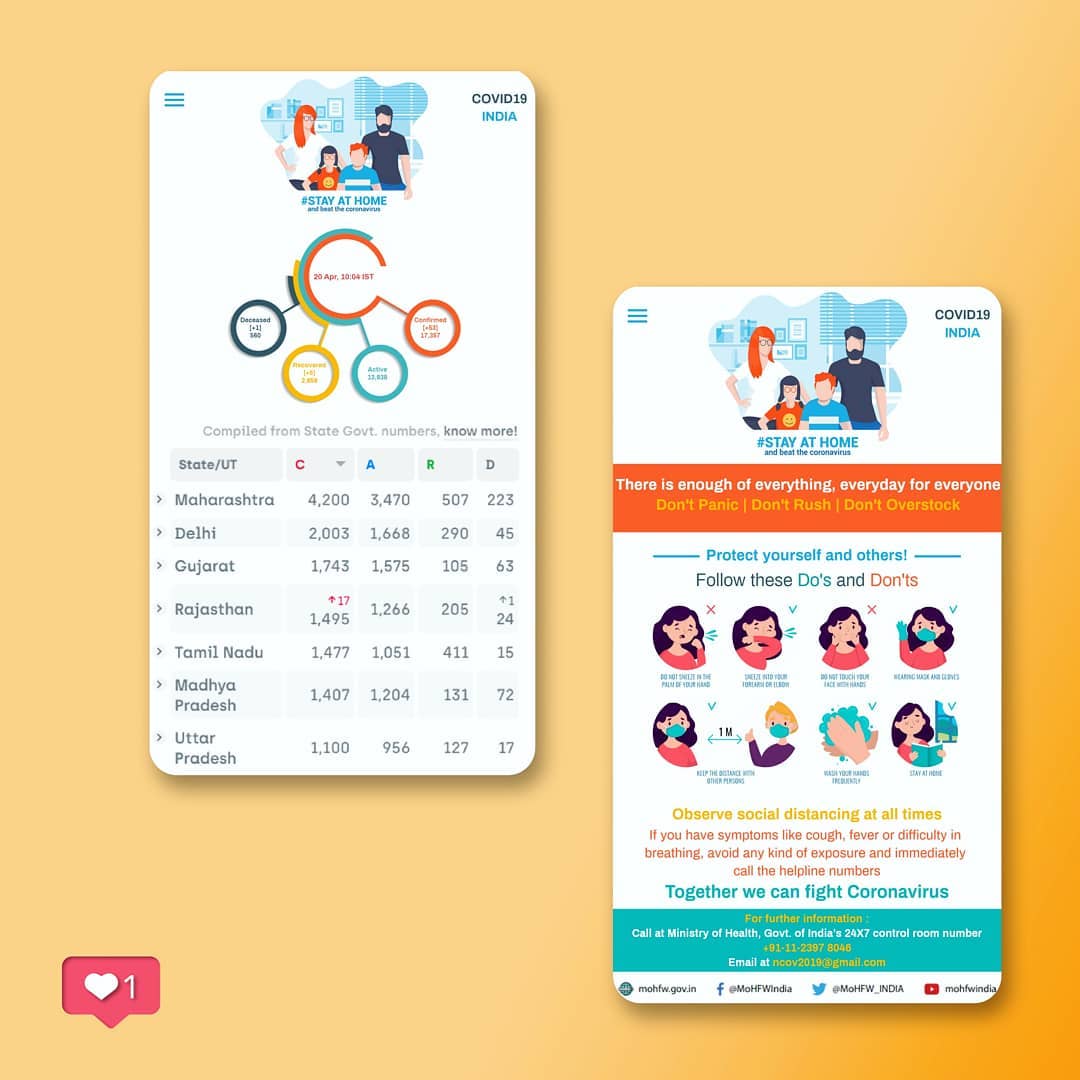 COVID19
INDIA
#STAY AT HOME
and beat the coronavirus
20 Apr, 10:04 IST
Deceased
[+1]
560
Confirmed
[+53]
17,357
Recovered
[+5]
2,859
Active
13,938
Compiled from State Govt. numbers, know more!
State/UT C A R D
Maharashtra 4,200 3,470 507 223
Delhi 2,003 1,668 290 45
Gujarat 1,743 1,575 105 63
↑17 ↑1
Rajasthan 1,495 1,266 205 24
Tamil Nadu 1,477 1,051 411 15
Madhya
Pradesh 1,407 1,204 131 72
Uttar
Pradesh 1,100 956 127 17
COVID19
INDIA
#STAY AT HOME
and beat the coronavirus
There is enough of everything, everyday for everyone
Don't Panic | Don't Rush | Don't Overstock
Protect yourself and others!
Follow these Do's and Don'ts
DO NOT SNEEZE IN THE
PALM OF YOUR HAND
SNEEZE INTO YOUR
FOREARM OR ELBOW
DO NOT TOUCH YOUR
FACE WITH HANDS
WEARING MASK AND GLOVES
1 M
KEEP THE DISTANCE WITH
OTHER PERSONS
WASH YOUR HANDS
FREQUENTLY
STAY AT HOME
Observe social distancing at all times
If you have symptoms like cough, fever or difficulty in
breathing, avoid any kind of exposure and immediately
call the helpline numbers
Together we can fight Coronavirus
For further information :
Call at Ministry of Health, Govt. of India's 24X7 control room number
+91-11-2397 8046
Email at ncov2019@gmail.com
mohfw.gov.in @MoHFWIndia @MoHFW_INDIA mohfwindia
1